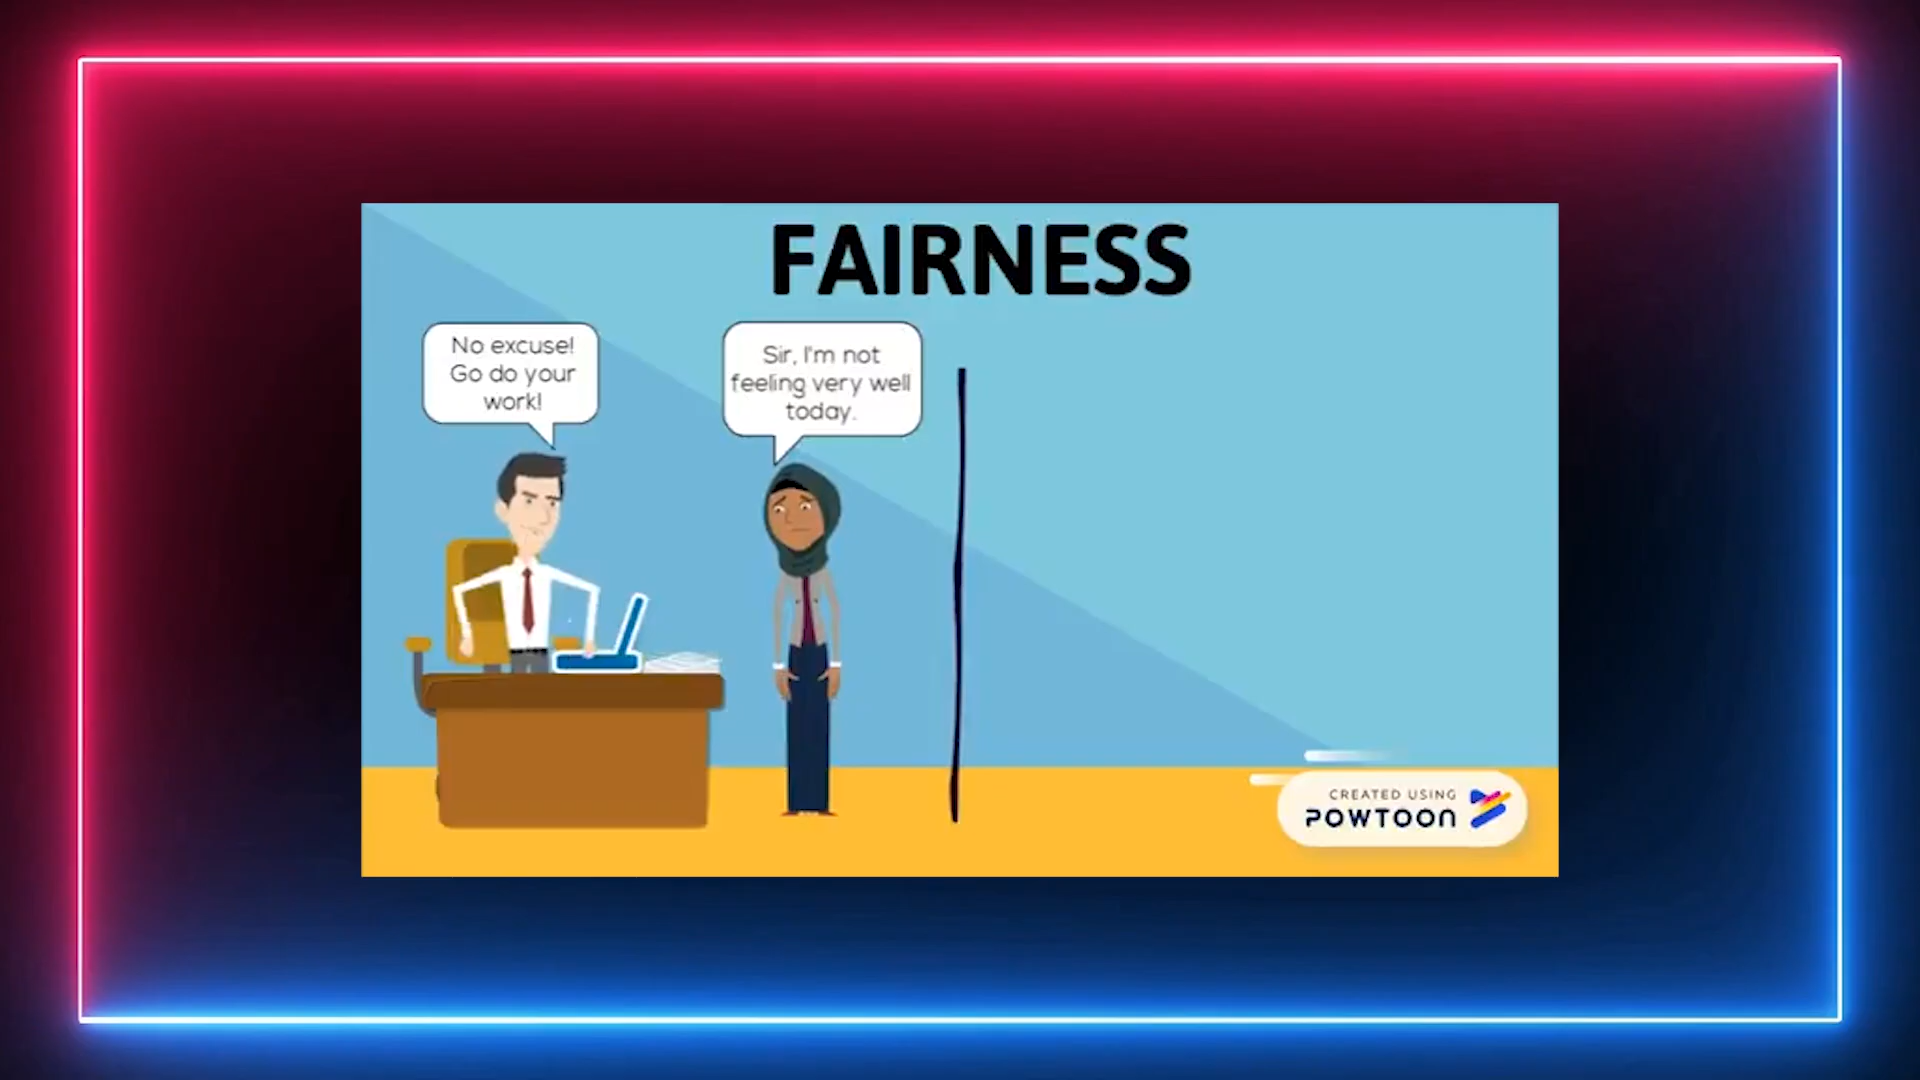 FAIRNESS
No excuse!
Go do your
work!
Sir, I'm not
feeling very well
today.
CREATED USING
POWTOON